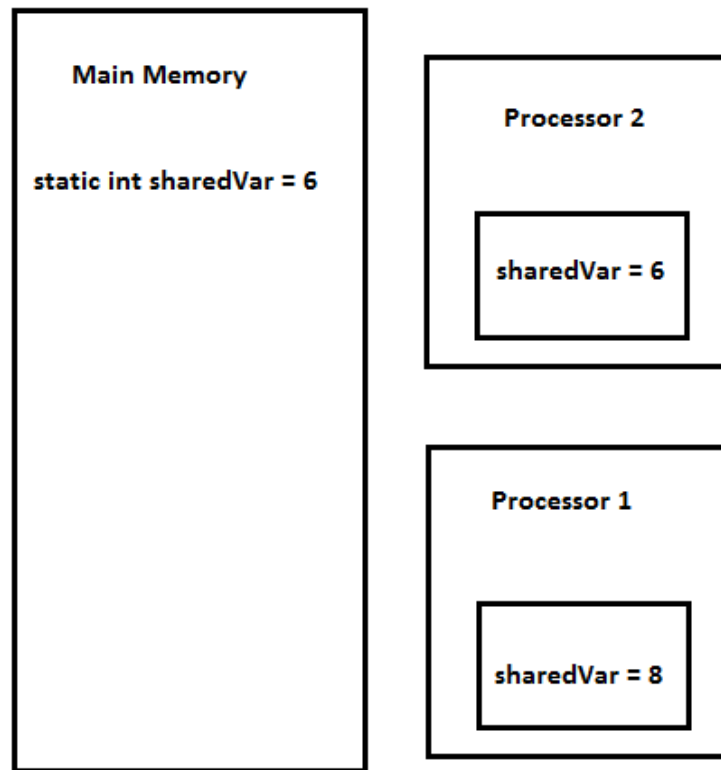 Main Memory
static int sharedVar = 6
Processor 2
sharedVar = 6
Processor 1
sharedVar = 8